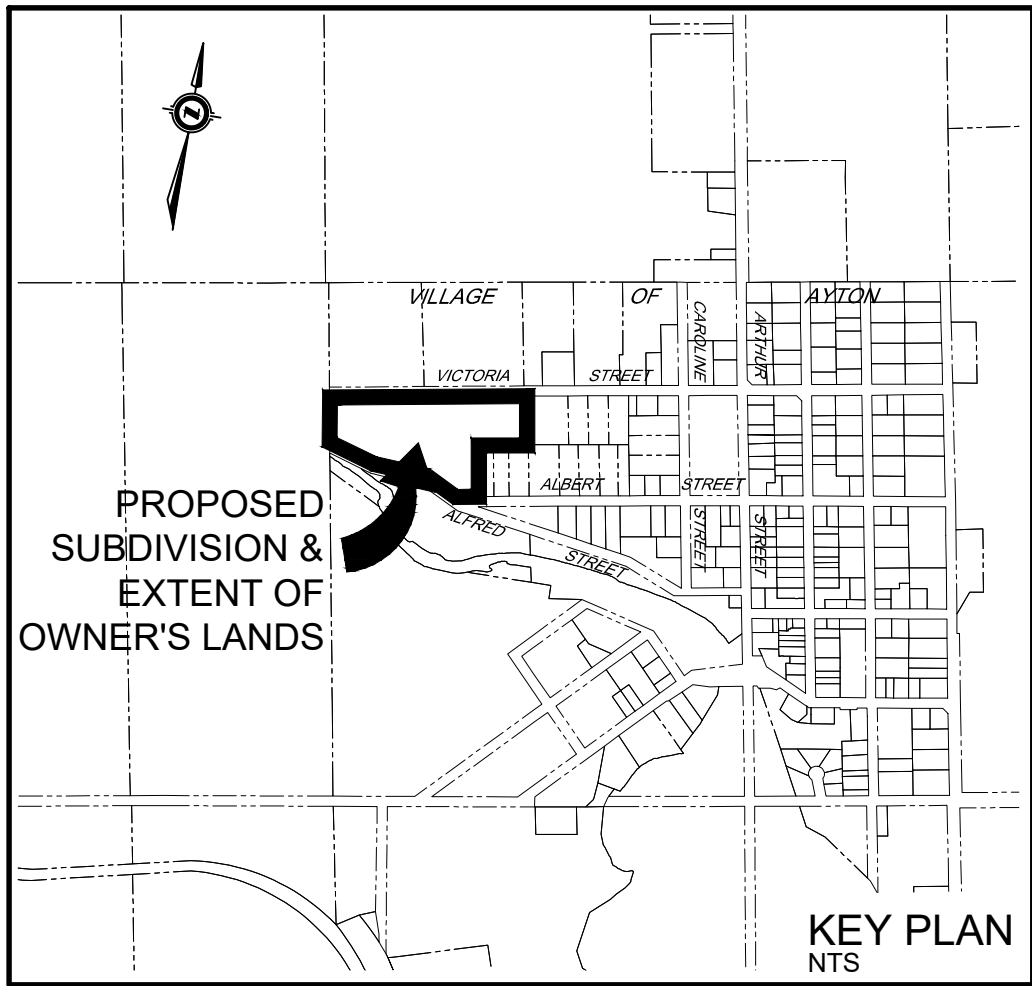 N
VILLAGE OF AYTON
CAROLINE STREET
ARTHUR STREET
VICTORIA STREET
ALBERT STREET
ALFRED STREET
PROPOSED
SUBDIVISION &
EXTENT OF
OWNER'S LANDS
KEY PLAN
NTS